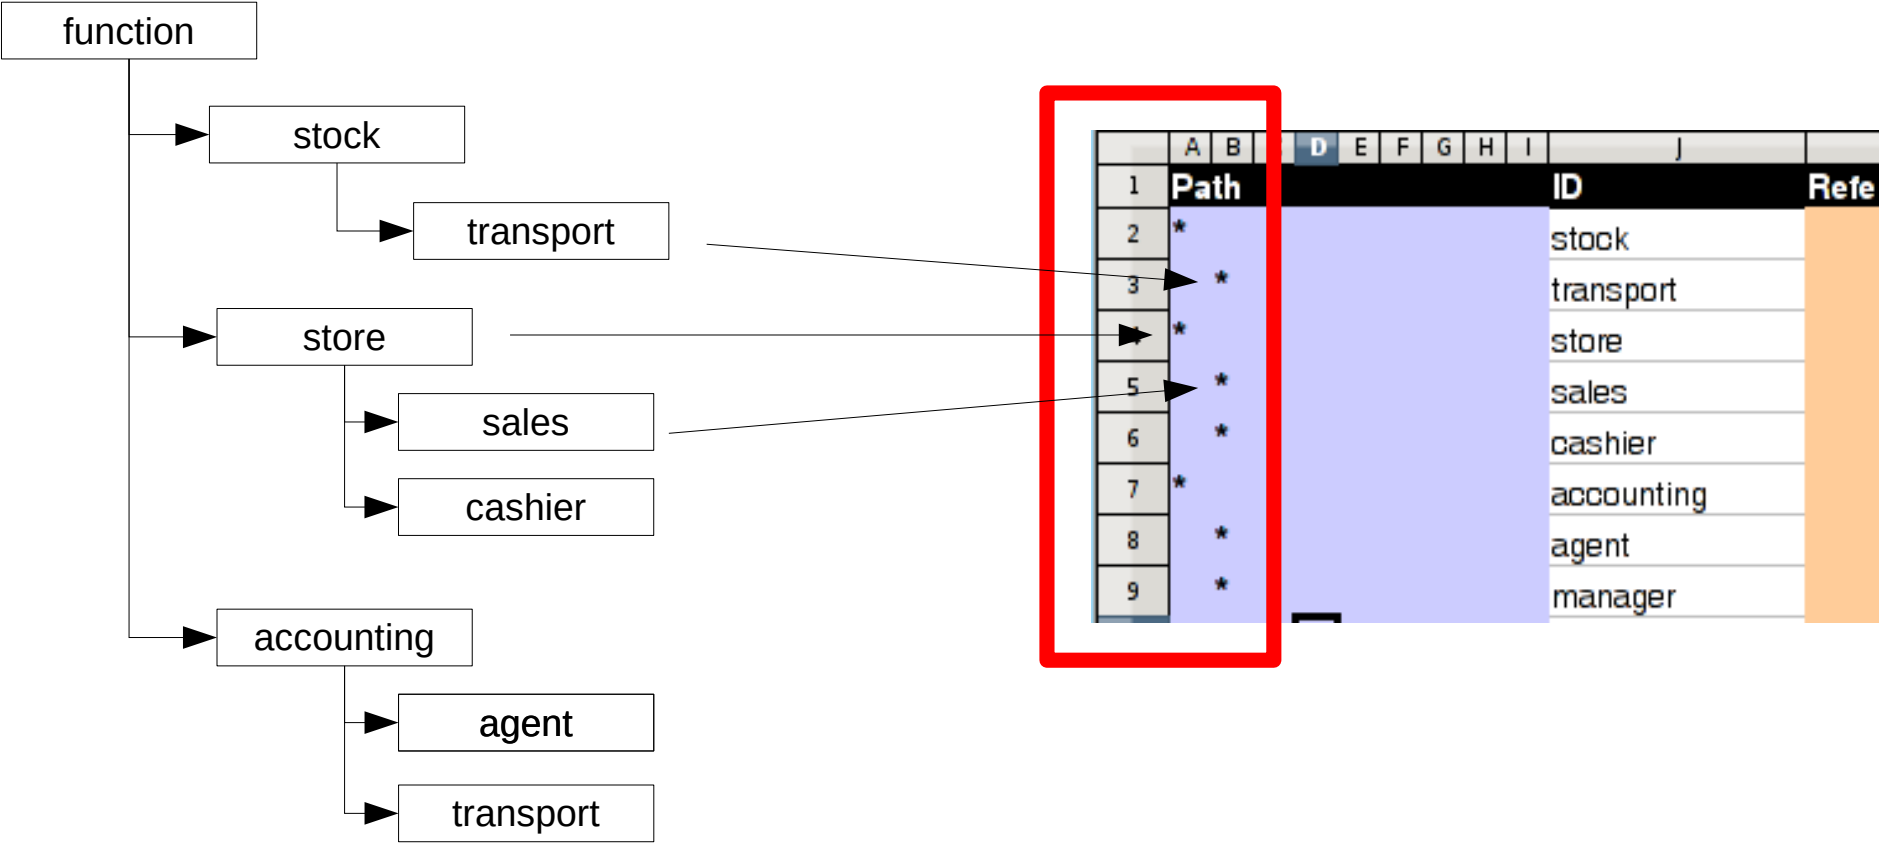 function
stock
transport
store
sales
cashier
accounting
agent
transport
A B D E F G H I J
1 Path ID Refe
2 * stock
3 * transport
* store
5 * sales
6 * cashier
7 * accounting
8 * agent
9 * manager